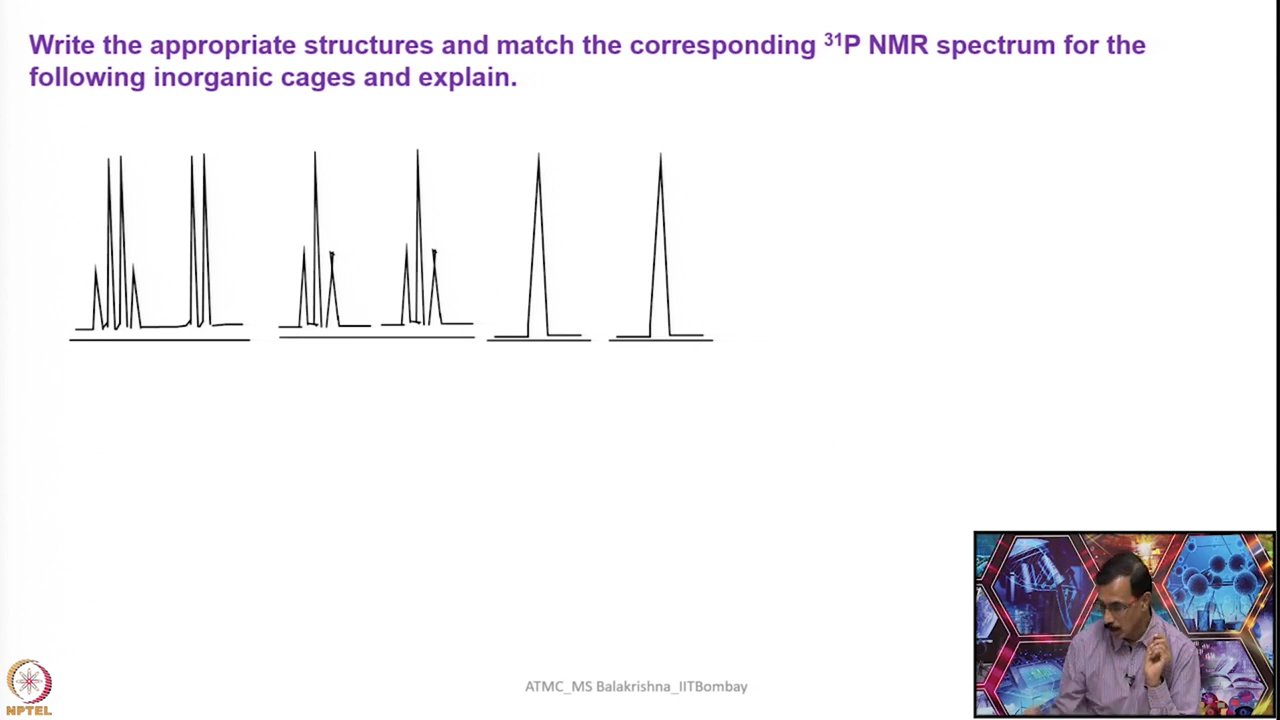 Write the appropriate structures and match the corresponding ³¹P NMR spectrum for the
following inorganic cages and explain.
NPTEL
ATMC_MS Balakrishna_IITBombay